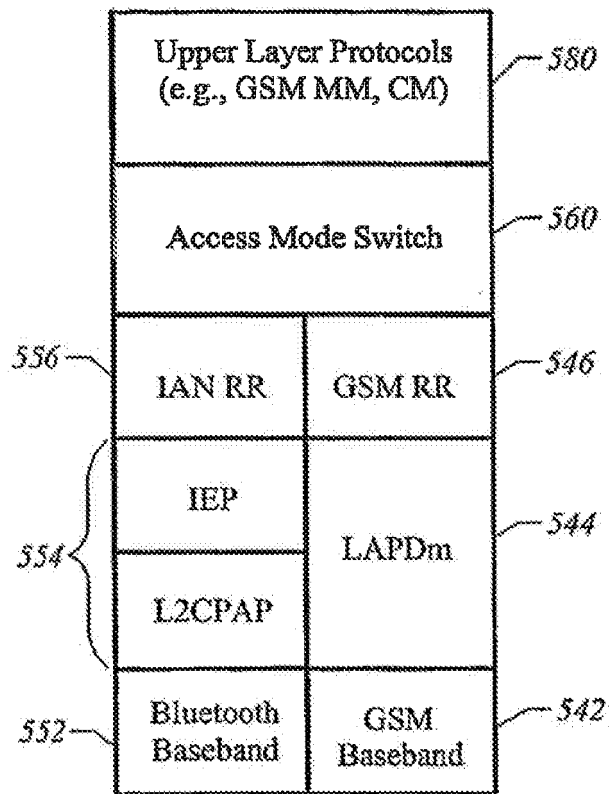 Upper Layer Protocols
(e.g., GSM MM, CM)
580
Access Mode Switch
560
556
IAN RR
GSM RR
546
IEP
554
LAPDm
544
L2CPAP
Bluetooth
Baseband
552
GSM
Baseband
542